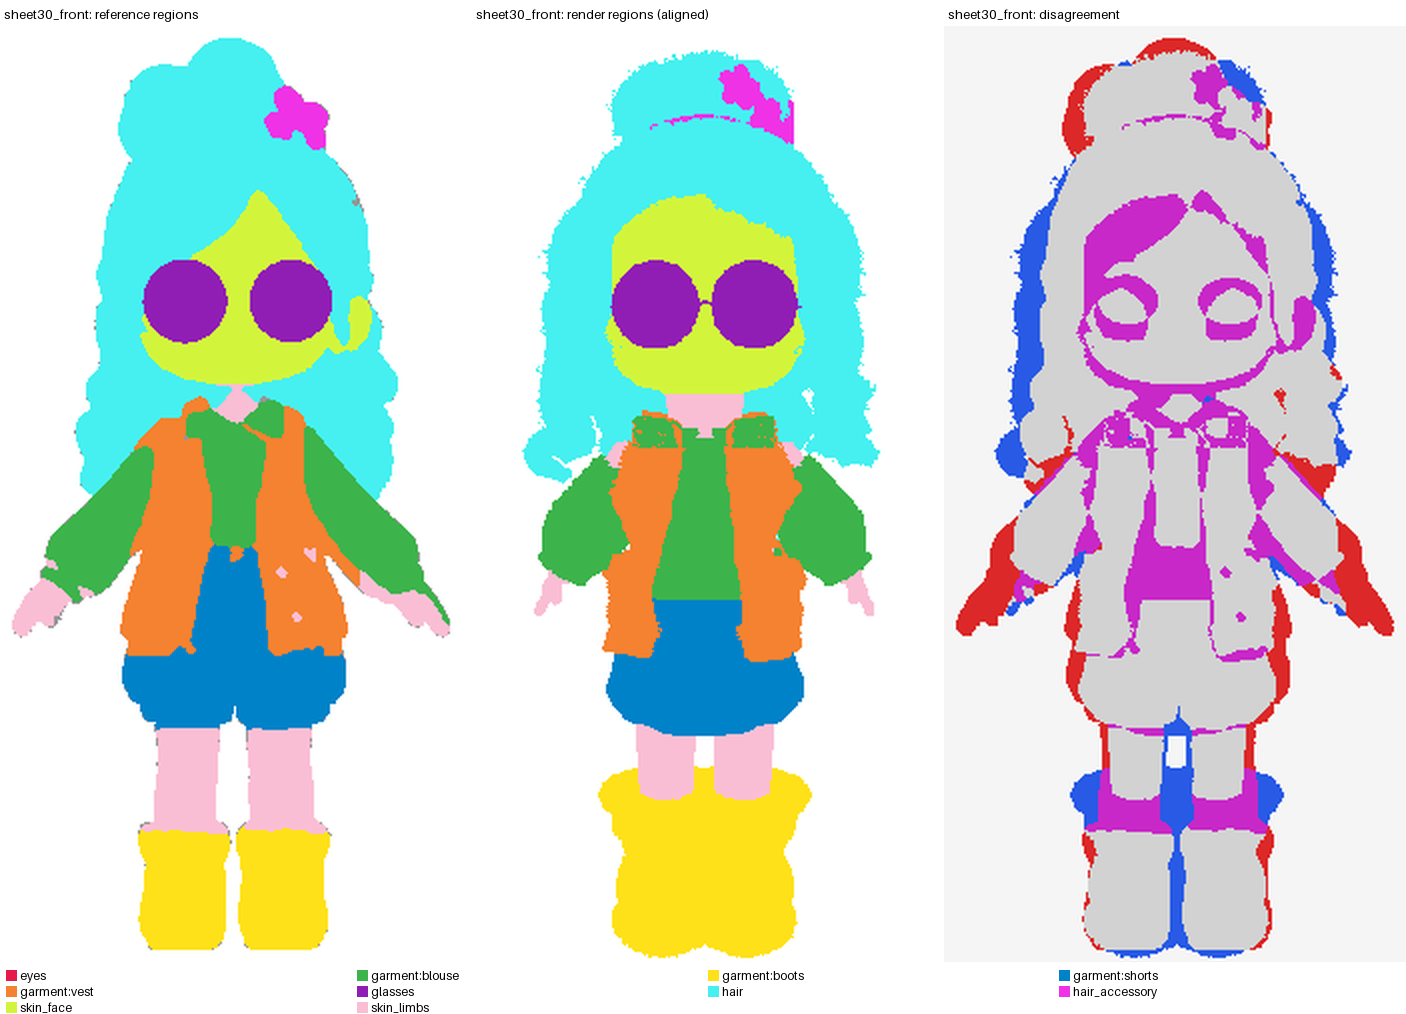 sheet30_front: reference regions
sheet30_front: render regions (aligned)
sheet30_front: disagreement
eyes
garment:vest
skin_face
garment:blouse
glasses
skin_limbs
garment:boots
hair
garment:shorts
hair_accessory